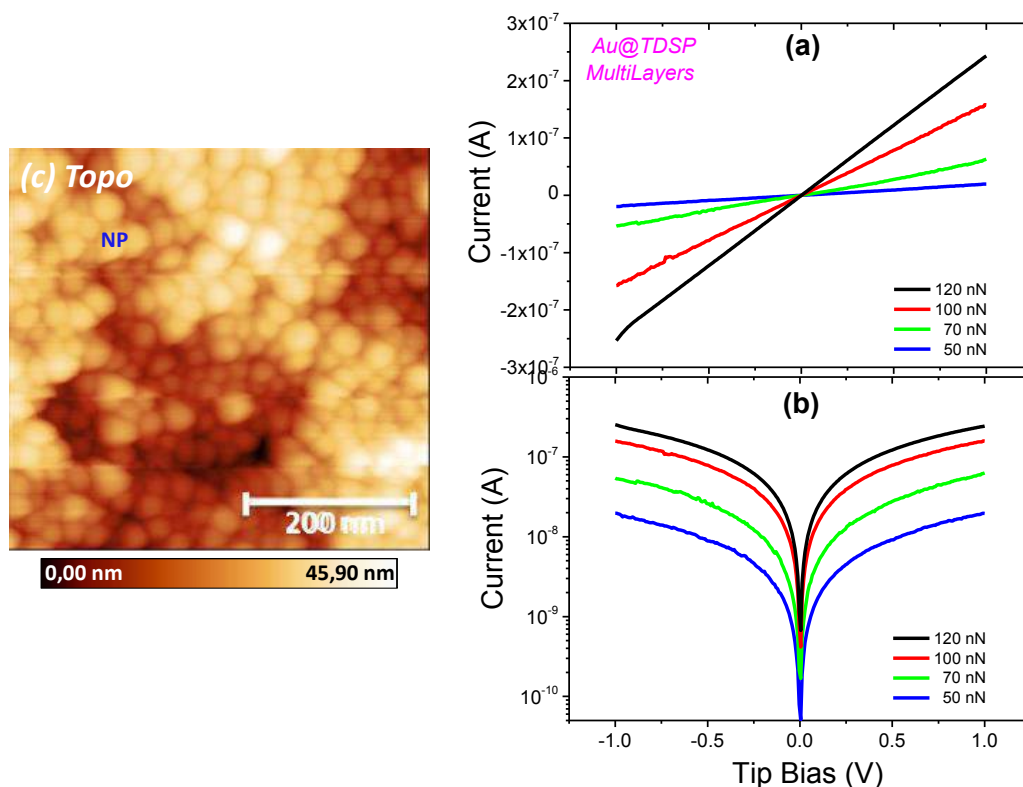 (c) Topo
NP
200 nm
0,00 nm 45,90 nm
(a)
Au@TDSP
MultiLayers
3x10-7
2x10-7
1x10-7
0
-1x10-7
-2x10-7
-3x10-7
Current (A)
120 nN
100 nN
70 nN
50 nN
(b)
10-6
10-7
10-8
10-9
10-10
Current (A)
120 nN
100 nN
70 nN
50 nN
-1.0 -0.5 0.0 0.5 1.0
Tip Bias (V)